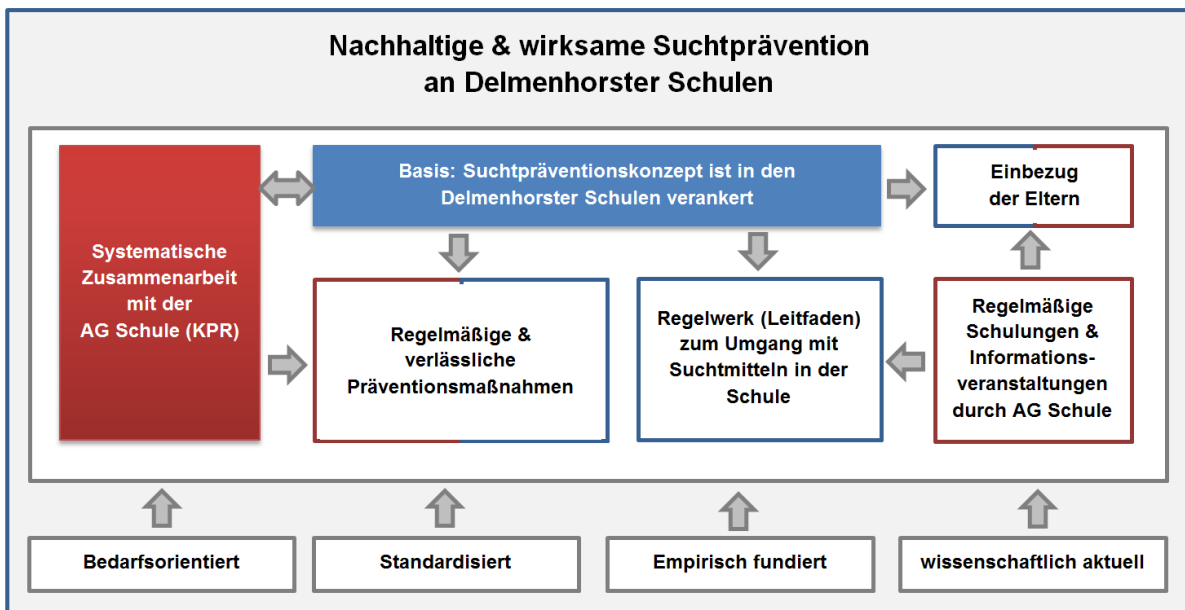 Nachhaltige & wirksame Suchtprävention
an Delmenhorster Schulen
Systematische
Zusammenarbeit
mit der
AG Schule (KPR)
Basis: Suchtpräventionskonzept ist in den
Delmenhorster Schulen verankert
Einbezug
der Eltern
Regelmäßige &
verlässliche
Präventionsmaßnahmen
Regelwerk (Leitfaden)
zum Umgang mit
Suchtmitteln in der
Schule
Regelmäßige
Schulungen &
Informations-
veranstaltungen
durch AG Schule
Bedarfsorientiert
Standardisiert
Empirisch fundiert
wissenschaftlich aktuell